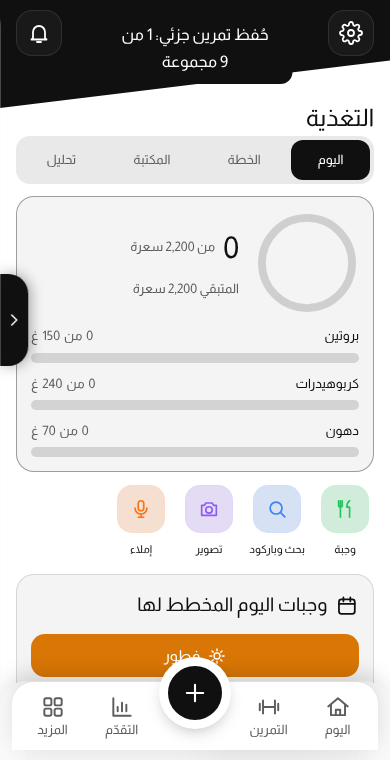 حُفظ تمرين جزئي: 1 من
9 مجموعة
التغذية
اليوم
الخطة
المكتبة
تحليل
0 من 2,200 سعرة
المتبقي 2,200 سعرة
بروتين 0 من 150 غ
كربوهيدرات 0 من 240 غ
دهون 0 من 70 غ
وجبة
بحث وباركود
تصوير
إملاء
وجبات اليوم المخطط لها
فطور
اليوم
التمرين
التقدّم
المزيد